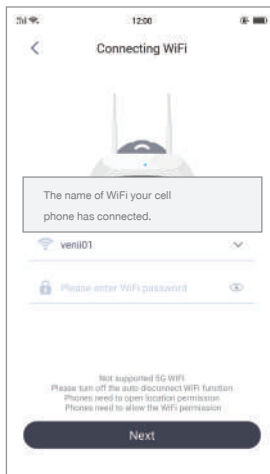 12:00
Connecting WiFi
The name of WiFi your cell
phone has connected.
venii01
Please enter WiFi password
Not supported 5G WIFI
Please turn off the auto disconnect WiFi function
Phones need to open location permission
Phones need to allow the WiFi permission
Next